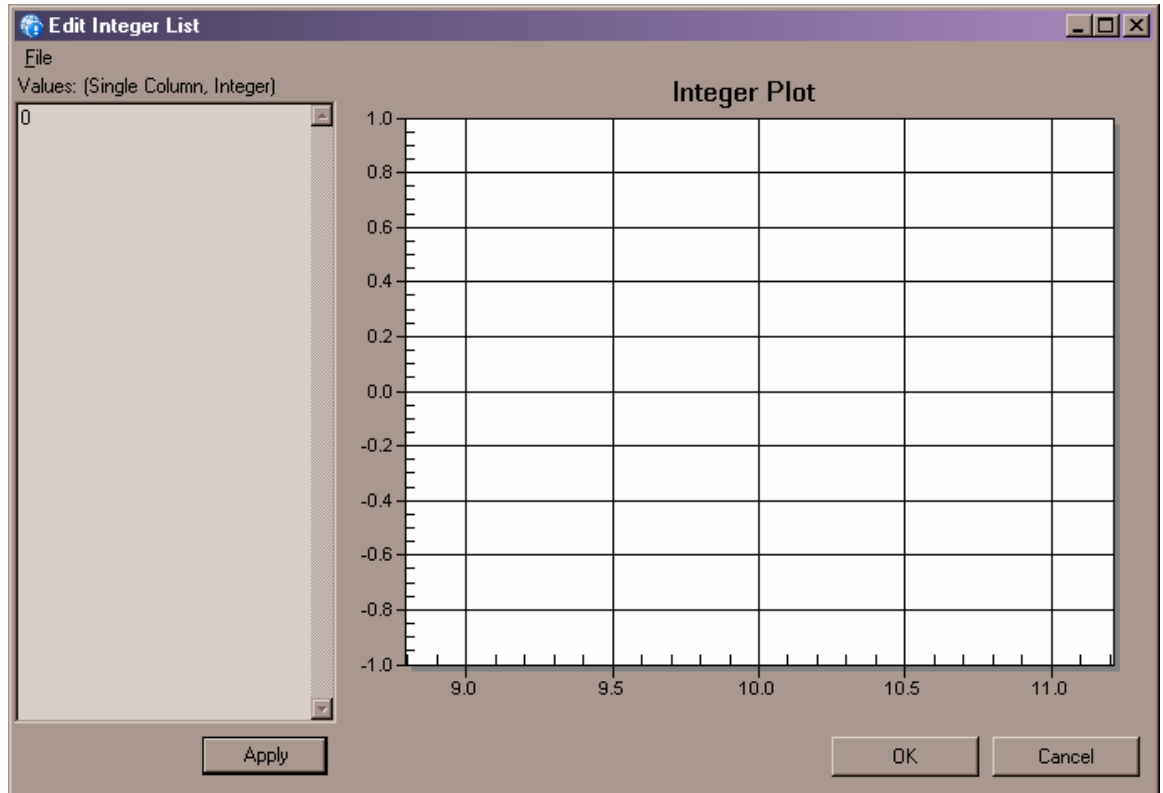 Edit Integer List
File
Values: (Single Column, Integer)
0
Integer Plot
1.0
0.8
0.6
0.4
0.2
0.0
-0.2
-0.4
-0.6
-0.8
-1.0
9.0 9.5 10.0 10.5 11.0
Apply OK Cancel